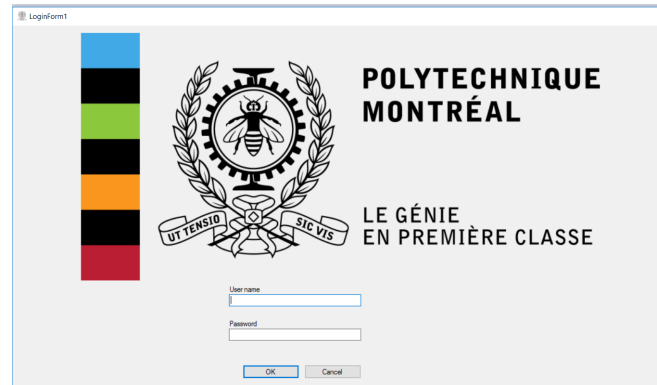 LoginForm1
POLYTECHNIQUE
MONTRÉAL
UT TENSIO SIC VIS
LE GÉNIE
EN PREMIÈRE CLASSE
User name
Password
OK Cancel